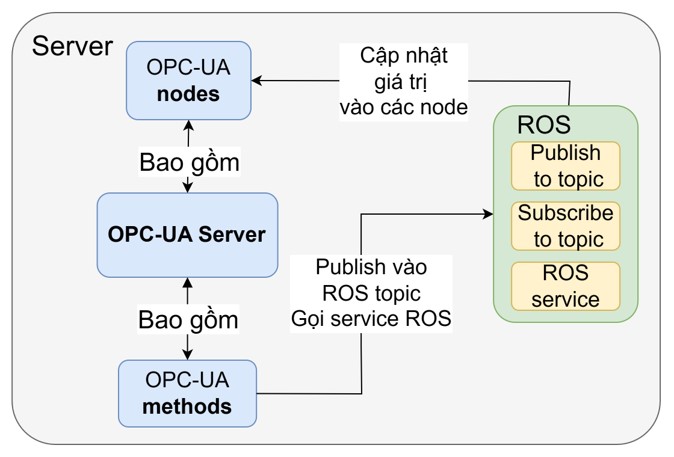 Server
OPC-UA
nodes
Cập nhật
giá trị
vào các node
ROS
Publish
to topic
Subscribe
to topic
ROS
service
Bao gồm
OPC-UA Server
Publish vào
ROS topic
Gọi service ROS
Bao gồm
OPC-UA
methods